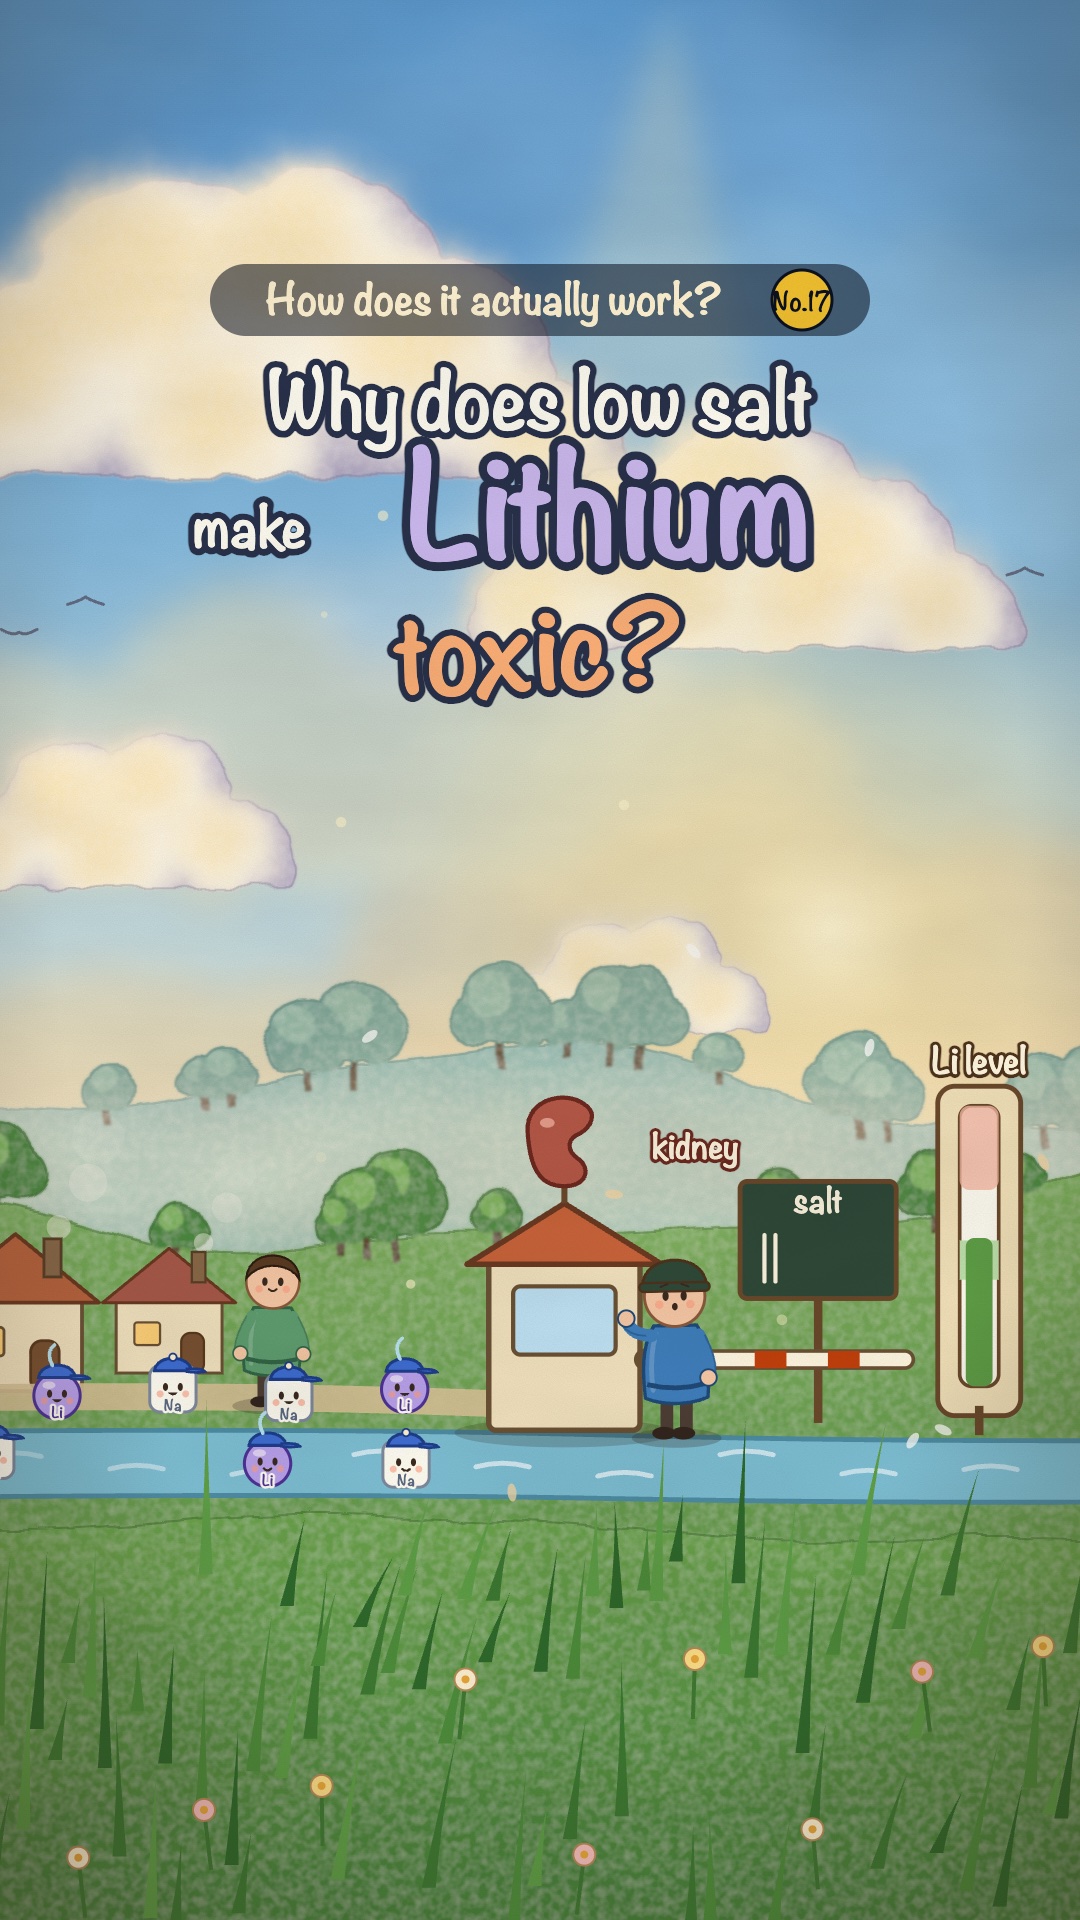 How does it actually work? No.17
Why does low salt
make Lithium
toxic?
Li level
kidney
salt
Li
Na
Na
Li
Li
Na